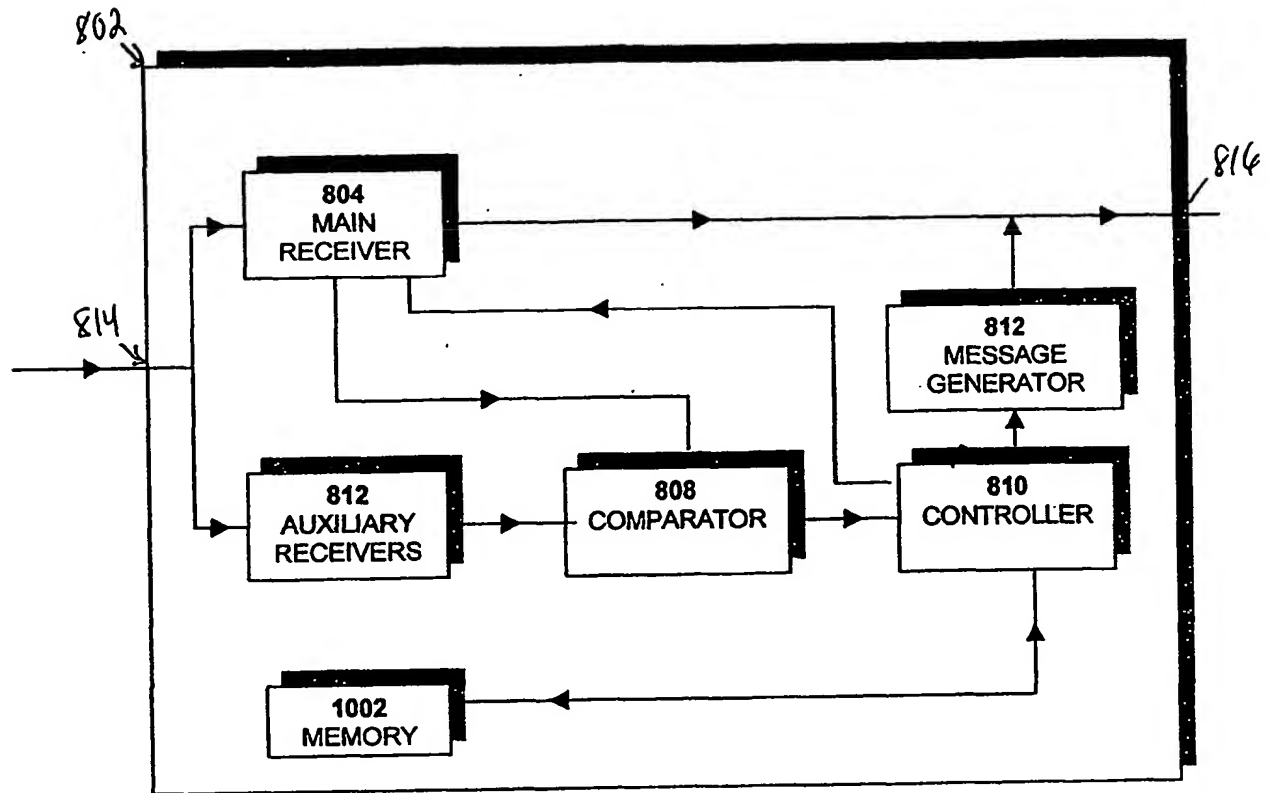 802
804
MAIN
RECEIVER
816
814
812
MESSAGE
GENERATOR
812
AUXILIARY
RECEIVERS
808
COMPARATOR
810
CONTROLLER
1002
MEMORY